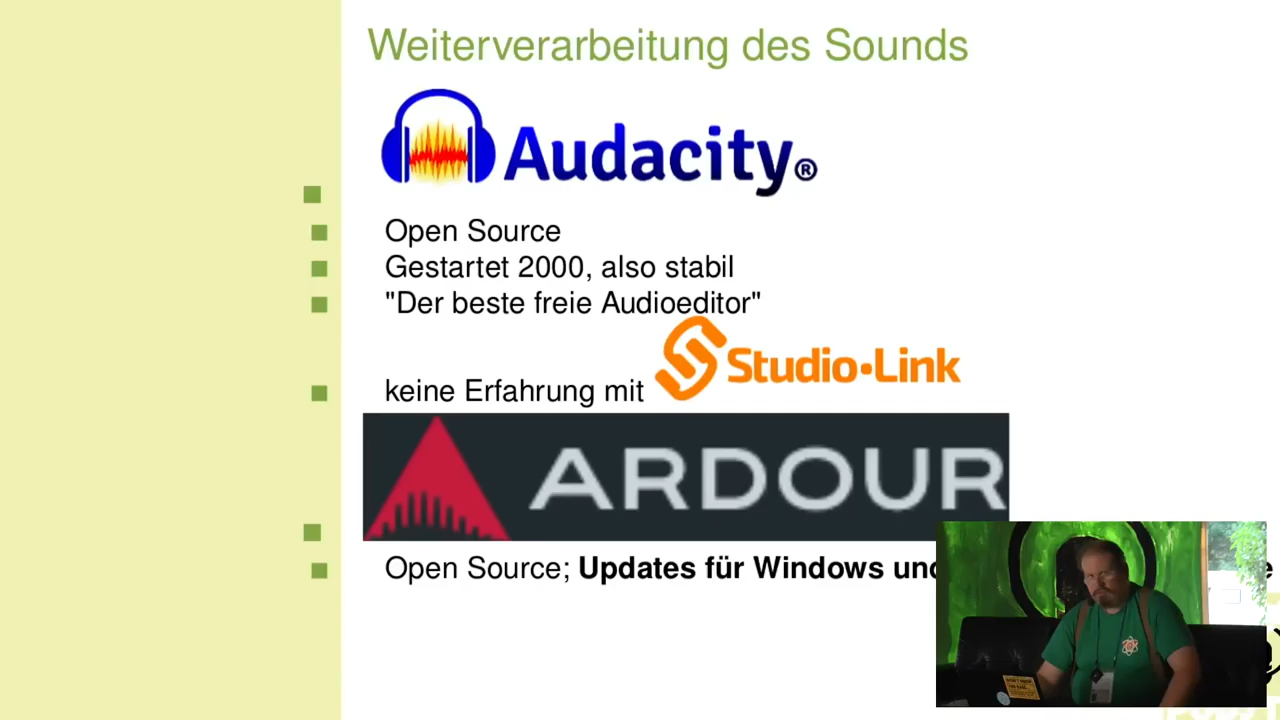 Weiterverarbeitung des Sounds
Audacity®
Open Source
Gestartet 2000, also stabil
"Der beste freie Audioeditor"
keine Erfahrung mit Studio•Link
ARDOUR
Open Source; Updates für Windows und